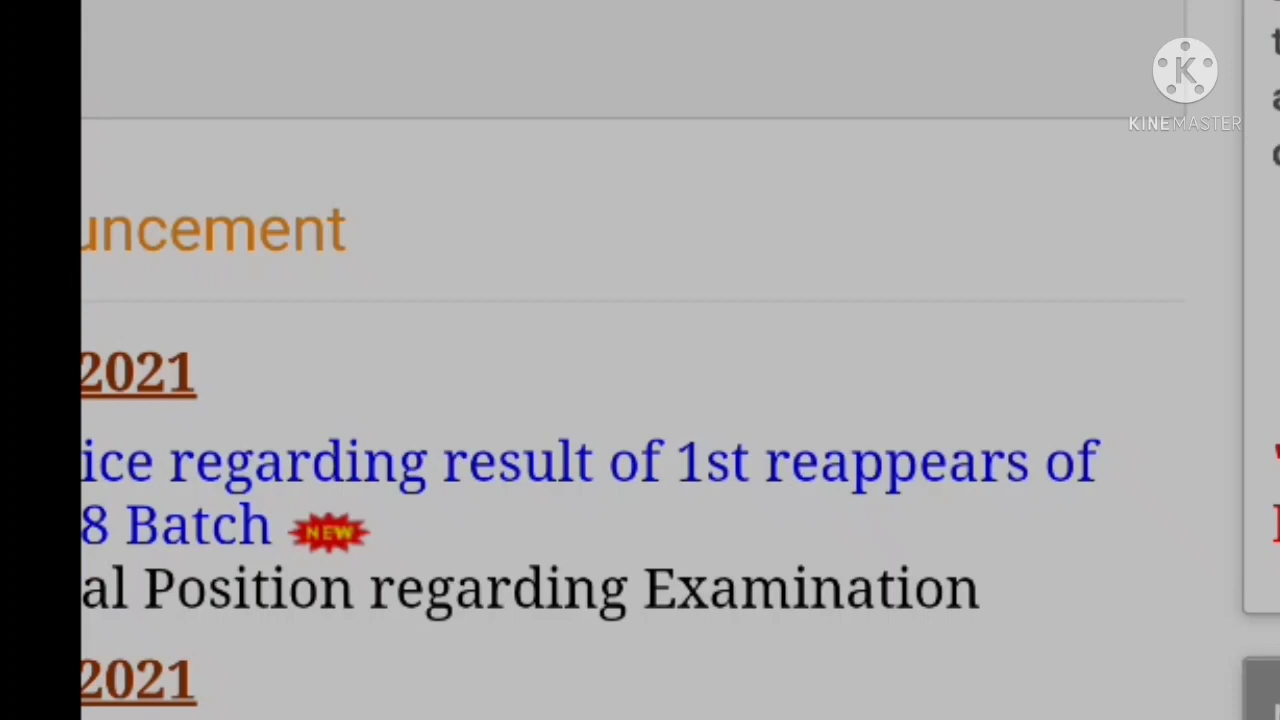 KINEMASTER
uncement
2021
ice regarding result of 1st reappears of
8 Batch NEW
al Position regarding Examination
2021